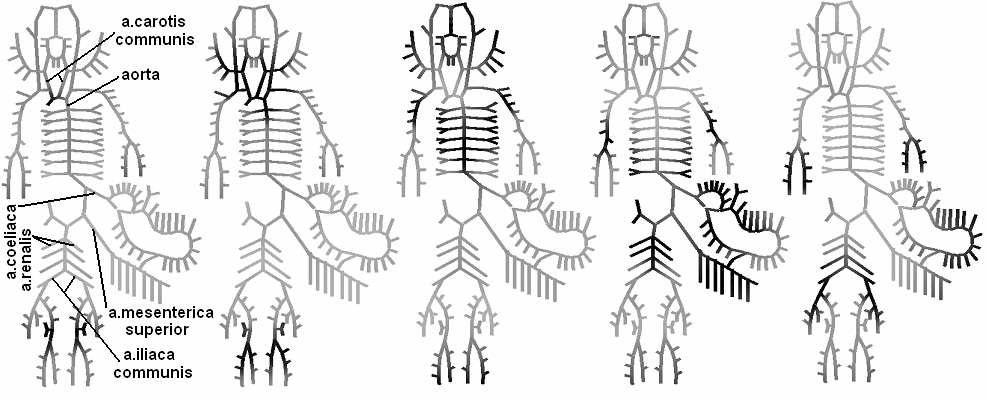 a.carotis
communis
aorta
a.coeliaca
a.renalis
a.mesenterica
superior
a.iliaca
communis